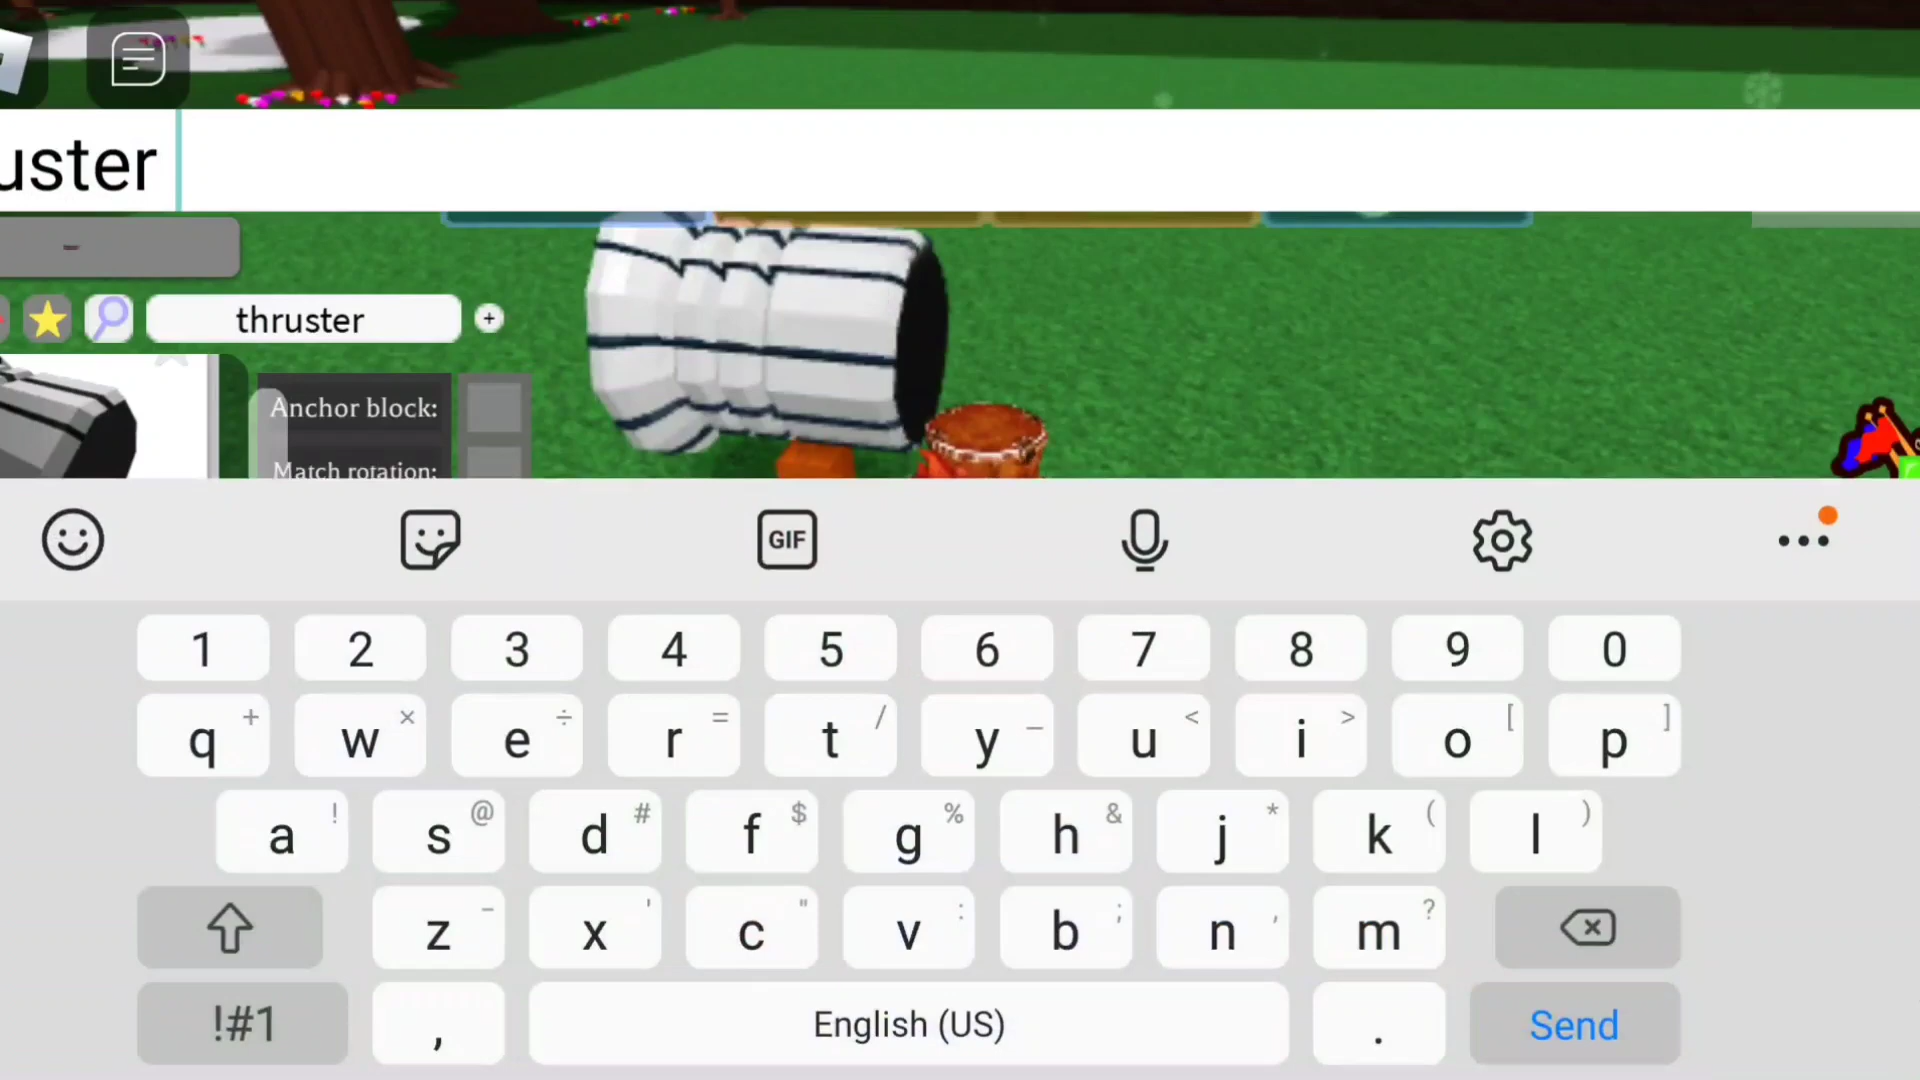 uster
-
thruster
+
Anchor block:
Match rotation:
GIF
1 2 3 4 5 6 7 8 9 0
q + w × e ÷ r = t / y _ u < i > o [ p ]
a ! s @ d # f $ g % h & j * k ( l )
z - x ' c " v : b ; n , m ?
!#1 , English (US) . Send